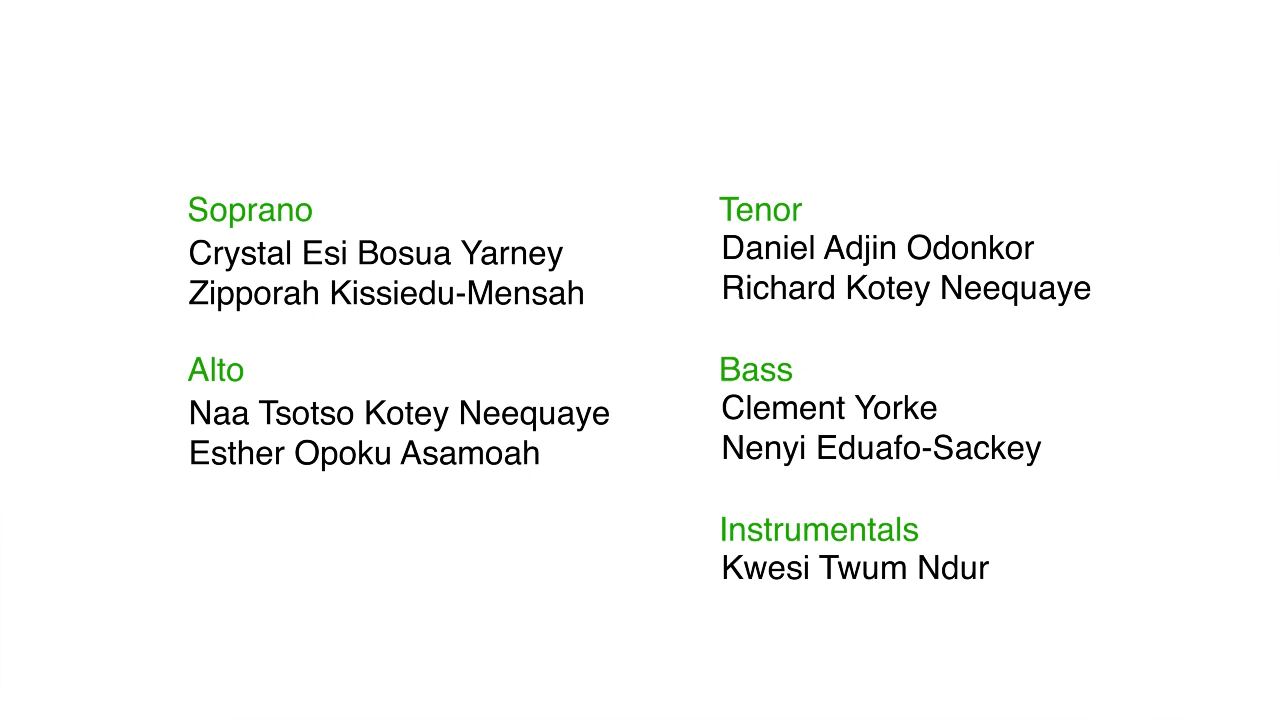 Soprano
Crystal Esi Bosua Yarney
Zipporah Kissiedu-Mensah
Alto
Naa Tsotso Kotey Neequaye
Esther Opoku Asamoah
Tenor
Daniel Adjin Odonkor
Richard Kotey Neequaye
Bass
Clement Yorke
Nenyi Eduafo-Sackey
Instrumentals
Kwesi Twum Ndur